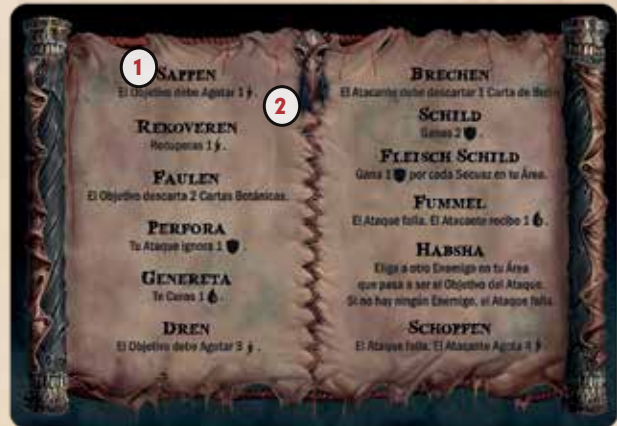 1
SAPPEN
El Objetivo debe Agotar 1.
2
REKOVEREN
Recuperas 1.
FAULEN
El Objetivo descarta 2 Cartas Botánicas.
PERFORA
Tu Ataque ignora 1.
GENERETA
Te Curas 1.
DREN
El Objetivo debe Agotar 3.
BRECHEN
El Atacante debe descartar 1 Carta de
SCHILD
Ganas 2.
FLEISCH SCHILD
Gana 1 por cada Secuaz en tu Área.
FUMMEL
El Ataque falla. El Atacante recibe 1.
HABSHA
Elige a otro Enemigo en tu Área
que pasa a ser el Objetivo del Ataque.
Si no hay ningún Enemigo, el Ataque falla.
SCHOPFEN
El Ataque falla. El Atacante Agota 4